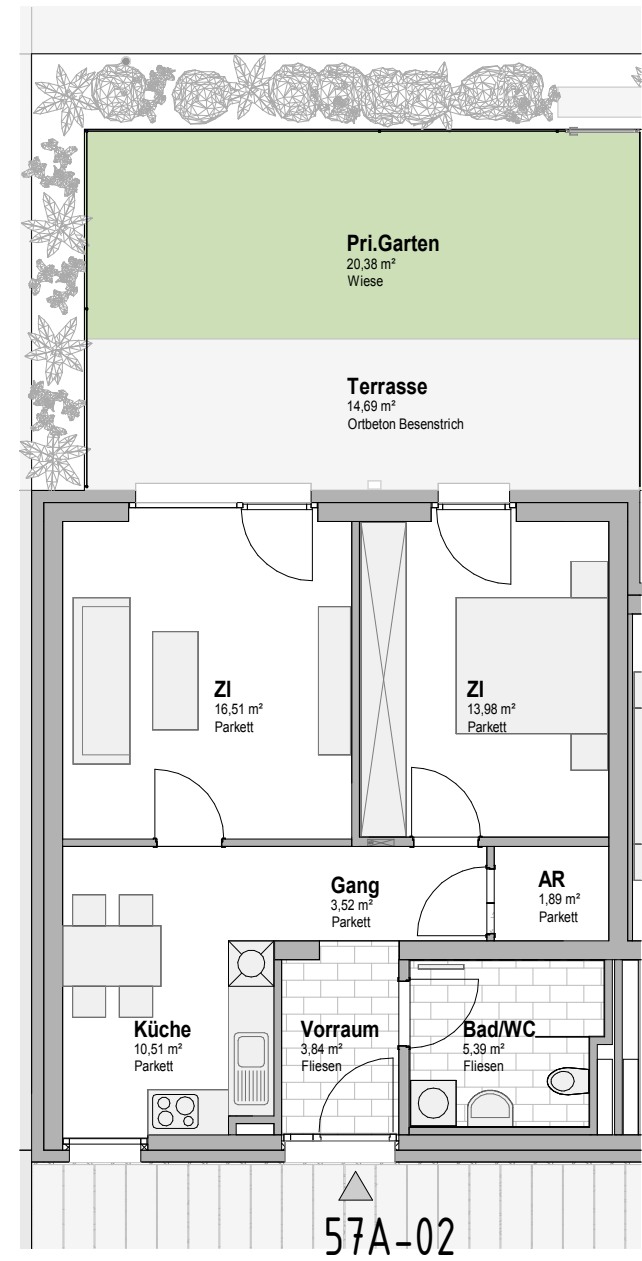 Pri.Garten
20,38 m²
Wiese
Terrasse
14,69 m²
Ortbeton Besenstrich
ZI
16,51 m²
Parkett
ZI
13,98 m²
Parkett
Gang
3,52 m²
Parkett
AR
1,89 m²
Parkett
Küche
10,51 m²
Parkett
Vorraum
3,84 m²
Fliesen
Bad/WC
5,39 m²
Fliesen
57A-02